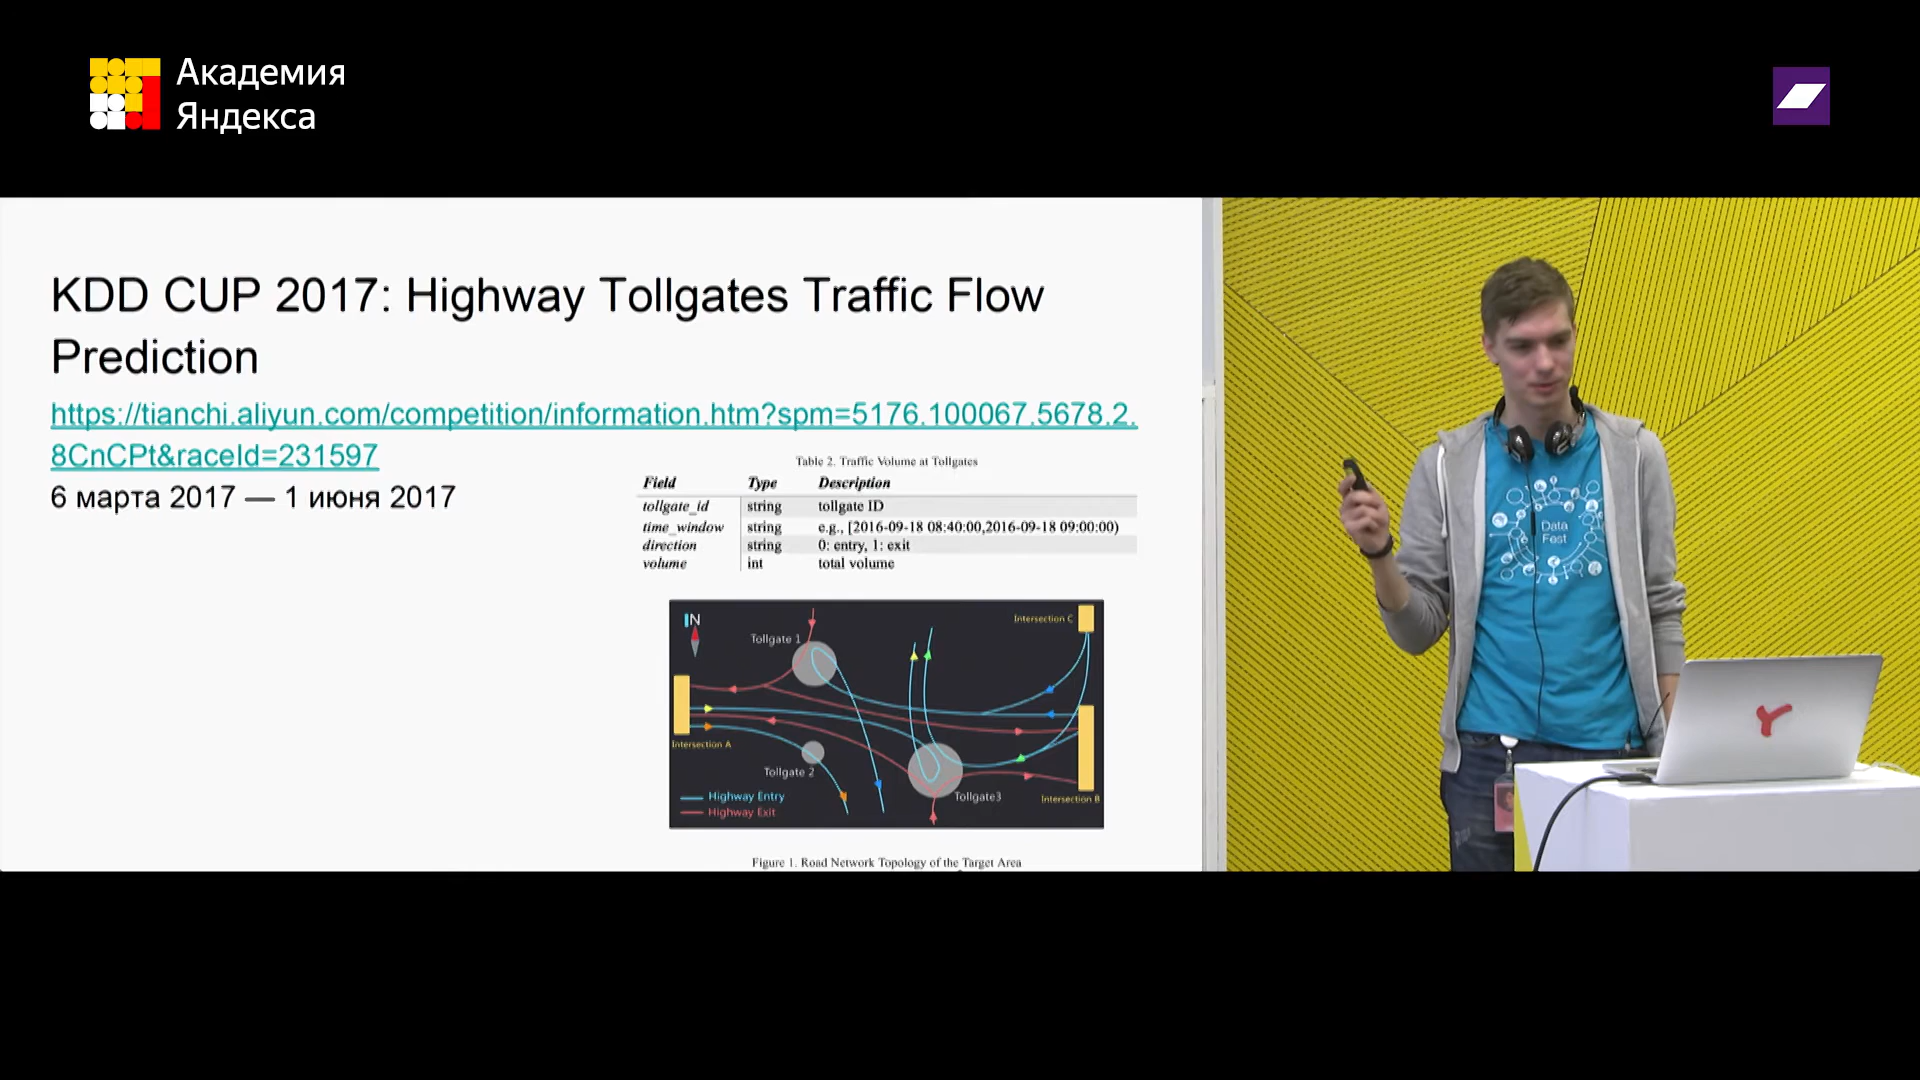 Академия
Яндекса
KDD CUP 2017: Highway Tollgates Traffic Flow
Prediction
https://tianchi.aliyun.com/competition/information.htm?spm=5176.100067.5678.2.
8CnCPt&raceId=231597
6 марта 2017 — 1 июня 2017
Table 2. Traffic Volume at Tollgates
Field Type Description
tollgate_id string tollgate ID
time_window string e.g., [2016-09-18 08:40:00,2016-09-18 09:00:00)
direction string 0: entry, 1: exit
volume int total volume
N
Intersection C
Tollgate 1
Intersection A
Tollgate 2
Tollgate3
Intersection B
Highway Entry
Highway Exit
Figure 1. Road Network Topology of the Target Area
Data
Fest